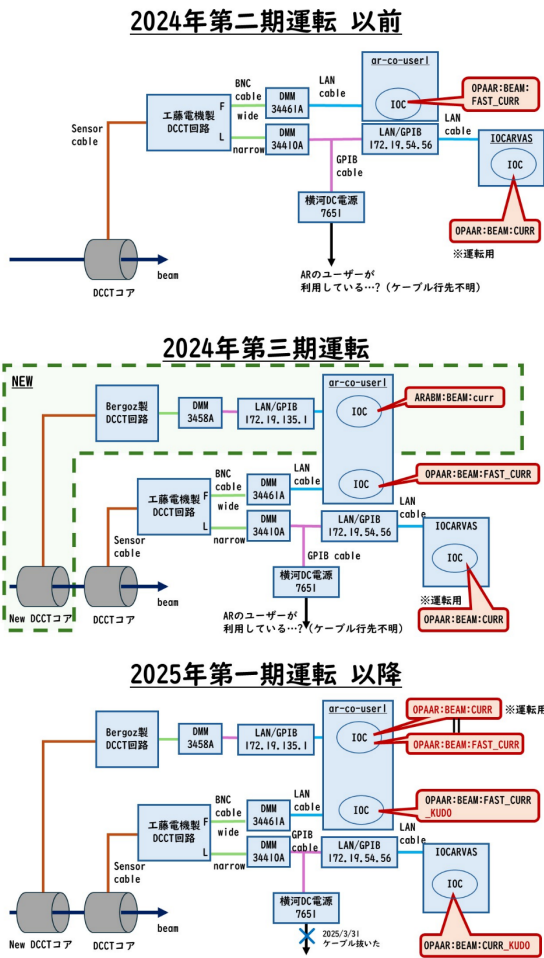 2024年第二期運転 以前
BNC
cable
wide
DMM
34461A
LAN
cable
ar-co-user1
IOC
OPAAR:BEAM:
FAST_CURR
工藤電機製
DCCT回路
F
L
Sensor
cable
narrow
DMM
34410A
GPIB
cable
LAN/GPIB
172.19.54.56
LAN
cable
IOCARVAS
IOC
横河DC電源
7651
OPAAR:BEAM:CURR
※運転用
beam
DCCTコア
ARのユーザーが
利用している…?(ケーブル行先不明)
2024年第三期運転
NEW
Bergoz製
DCCT回路
DMM
3458A
LAN/GPIB
172.19.135.1
ar-co-user1
IOC
ARABM:BEAM:curr
BNC
cable
wide
DMM
34461A
LAN
cable
IOC
OPAAR:BEAM:FAST_CURR
工藤電機製
DCCT回路
F
L
Sensor
cable
narrow
DMM
34410A
GPIB cable
LAN/GPIB
172.19.54.56
LAN
cable
IOCARVAS
IOC
横河DC電源
7651
※運転用
OPAAR:BEAM:CURR
beam
New DCCTコア
DCCTコア
ARのユーザーが
利用している…?(ケーブル行先不明)
2025年第一期運転 以降
Bergoz製
DCCT回路
DMM
3458A
LAN/GPIB
172.19.135.1
ar-co-user1
IOC
OPAAR:BEAM:CURR
※運転用
OPAAR:BEAM:FAST_CURR
BNC
cable
wide
DMM
34461A
LAN
cable
IOC
OPAAR:BEAM:FAST_CURR
_KUDO
工藤電機製
DCCT回路
F
L
Sensor
cable
narrow
DMM
34410A
GPIB
cable
LAN/GPIB
172.19.54.56
LAN
cable
IOCARVAS
IOC
横河DC電源
7651
2025/3/31
ケーブル抜いた
OPAAR:BEAM:CURR_KUDO
beam
New DCCTコア
DCCTコア